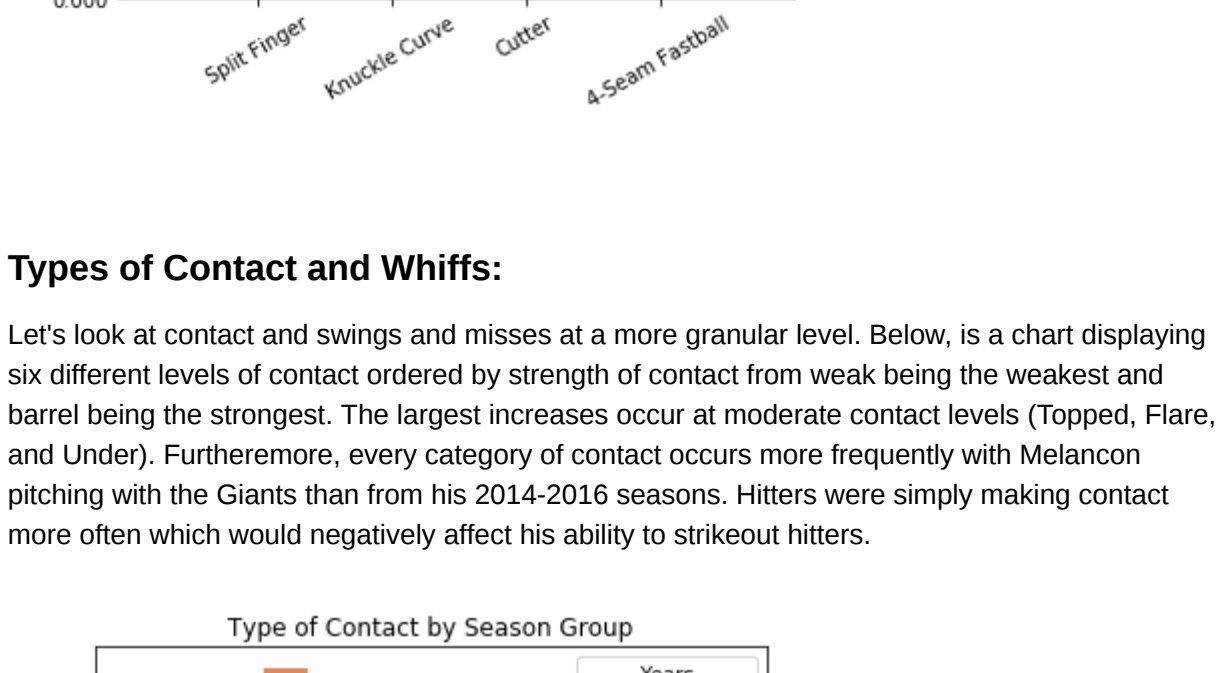 0.000
Split Finger
Knuckle Curve
Cutter
4-Seam Fastball
Types of Contact and Whiffs:
Let's look at contact and swings and misses at a more granular level. Below, is a chart displaying
six different levels of contact ordered by strength of contact from weak being the weakest and
barrel being the strongest. The largest increases occur at moderate contact levels (Topped, Flare,
and Under). Furthermore, every category of contact occurs more frequently with Melancon
pitching with the Giants than from his 2014-2016 seasons. Hitters were simply making contact
more often which would negatively affect his ability to strikeout hitters.
Type of Contact by Season Group
Years